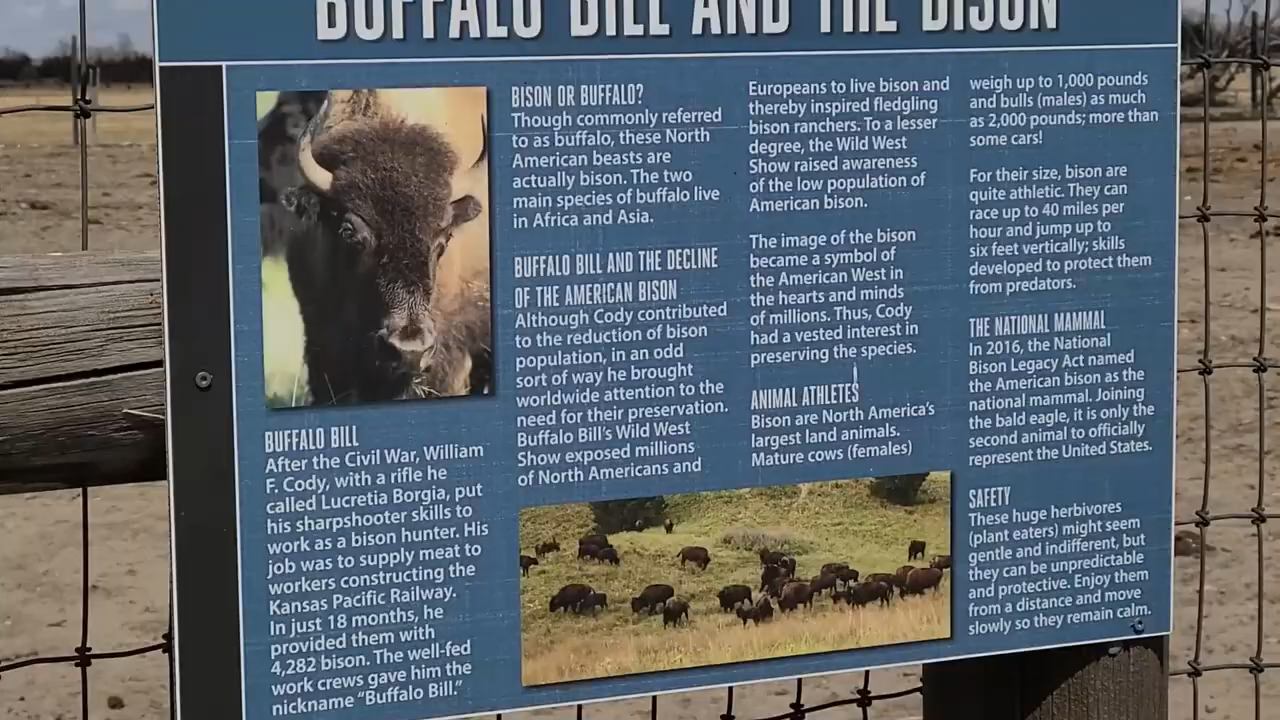 BUFFALO BILL AND THE BISON
BUFFALO BILL
After the Civil War, William
F. Cody, with a rifle he
called Lucretia Borgia, put
his sharpshooter skills to
work as a bison hunter. His
job was to supply meat to
workers constructing the
Kansas Pacific Railway.
In just 18 months, he
provided them with
4,282 bison. The well-fed
work crews gave him the
nickname “Buffalo Bill.”
BISON OR BUFFALO?
Though commonly referred
to as buffalo, these North
American beasts are
actually bison. The two
main species of buffalo live
in Africa and Asia.
BUFFALO BILL AND THE DECLINE
OF THE AMERICAN BISON
Although Cody contributed
to the reduction of bison
population, in an odd
sort of way he brought
worldwide attention to the
need for their preservation.
Buffalo Bill’s Wild West
Show exposed millions
of North Americans and
Europeans to live bison and
thereby inspired fledgling
bison ranchers. To a lesser
degree, the Wild West
Show raised awareness
of the low population of
American bison.
The image of the bison
became a symbol of
the American West in
the hearts and minds
of millions. Thus, Cody
had a vested interest in
preserving the species.
ANIMAL ATHLETES
Bison are North America’s
largest land animals.
Mature cows (females)
weigh up to 1,000 pounds
and bulls (males) as much
as 2,000 pounds; more than
some cars!
For their size, bison are
quite athletic. They can
race up to 40 miles per
hour and jump up to
six feet vertically; skills
developed to protect them
from predators.
THE NATIONAL MAMMAL
In 2016, the National
Bison Legacy Act named
the American bison as the
national mammal. Joining
the bald eagle, it is only the
second animal to officially
represent the United States.
SAFETY
These huge herbivores
(plant eaters) might seem
gentle and indifferent, but
they can be unpredictable
and protective. Enjoy them
from a distance and move
slowly so they remain calm.